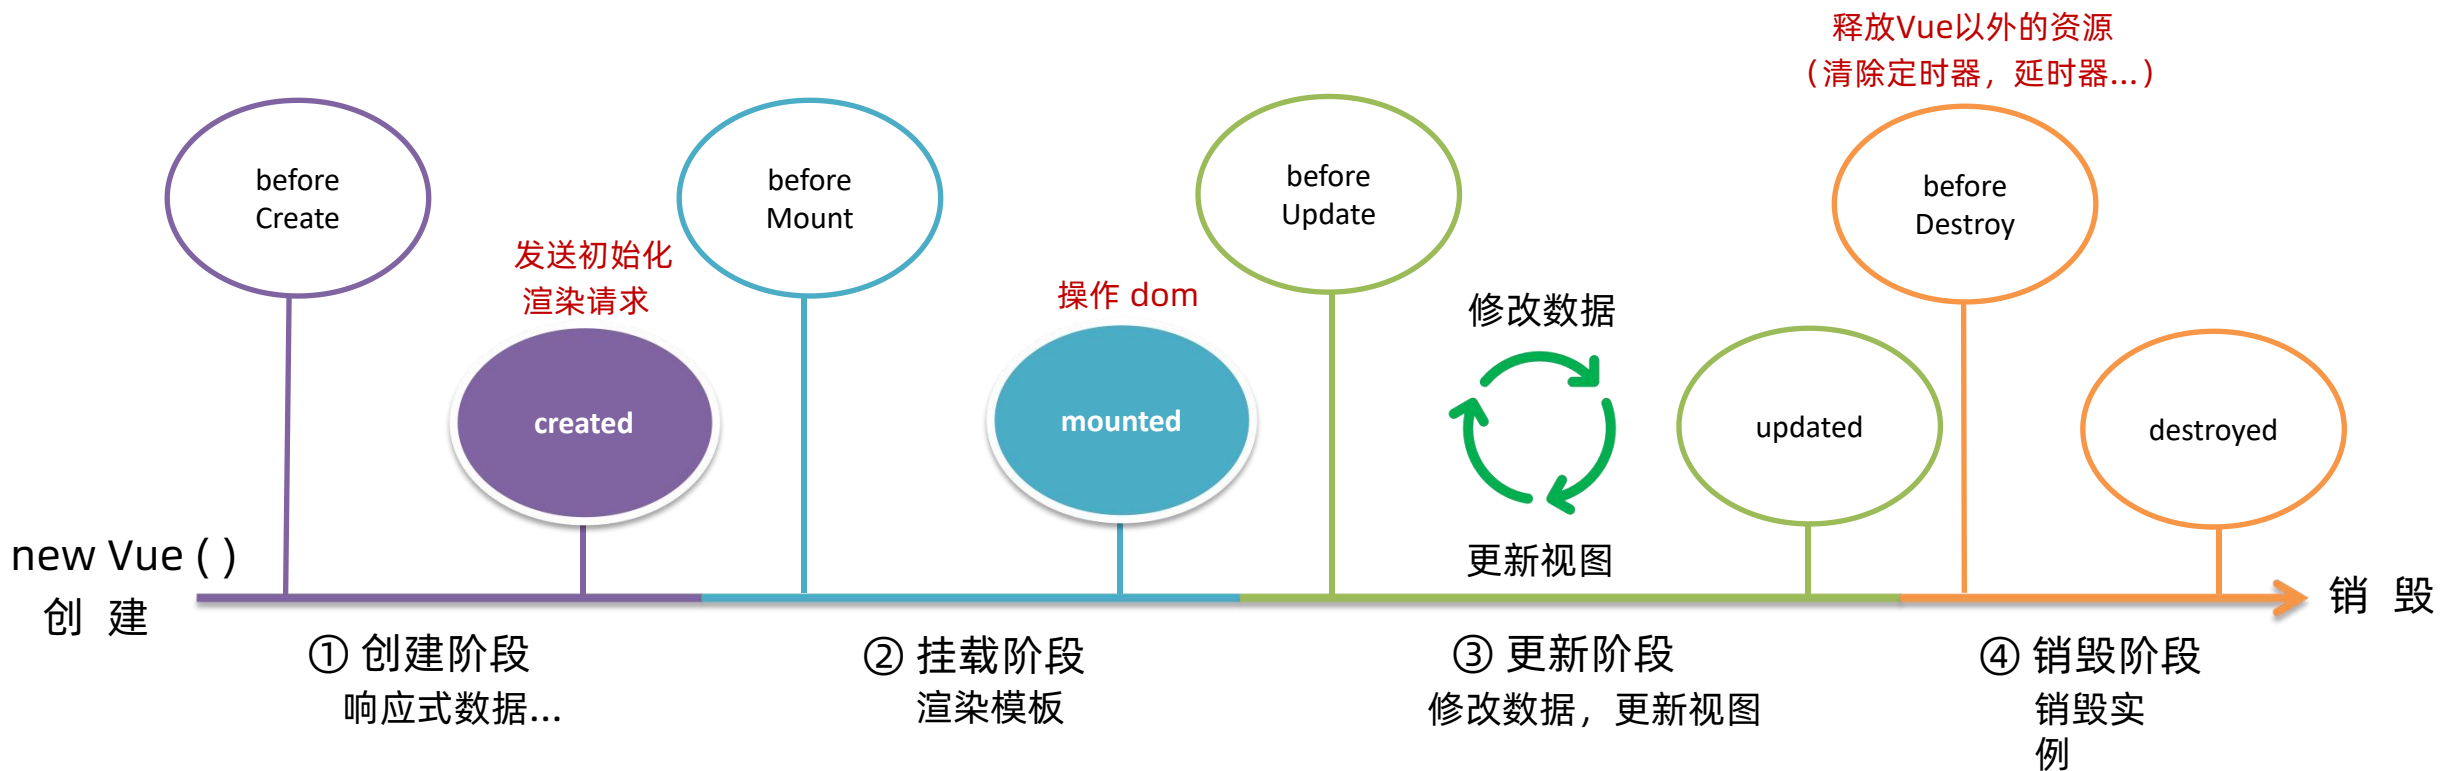 释放Vue以外的资源
（清除定时器，延时器...）
before
Create
before
Mount
before
Update
before
Destroy
发送初始化
渲染请求
操作 dom
修改数据
created
mounted
updated
destroyed
更新视图
new Vue ( )
创 建
销 毁
① 创建阶段
响应式数据...
② 挂载阶段
渲染模板
③ 更新阶段
修改数据，更新视图
④ 销毁阶段
销毁实
例